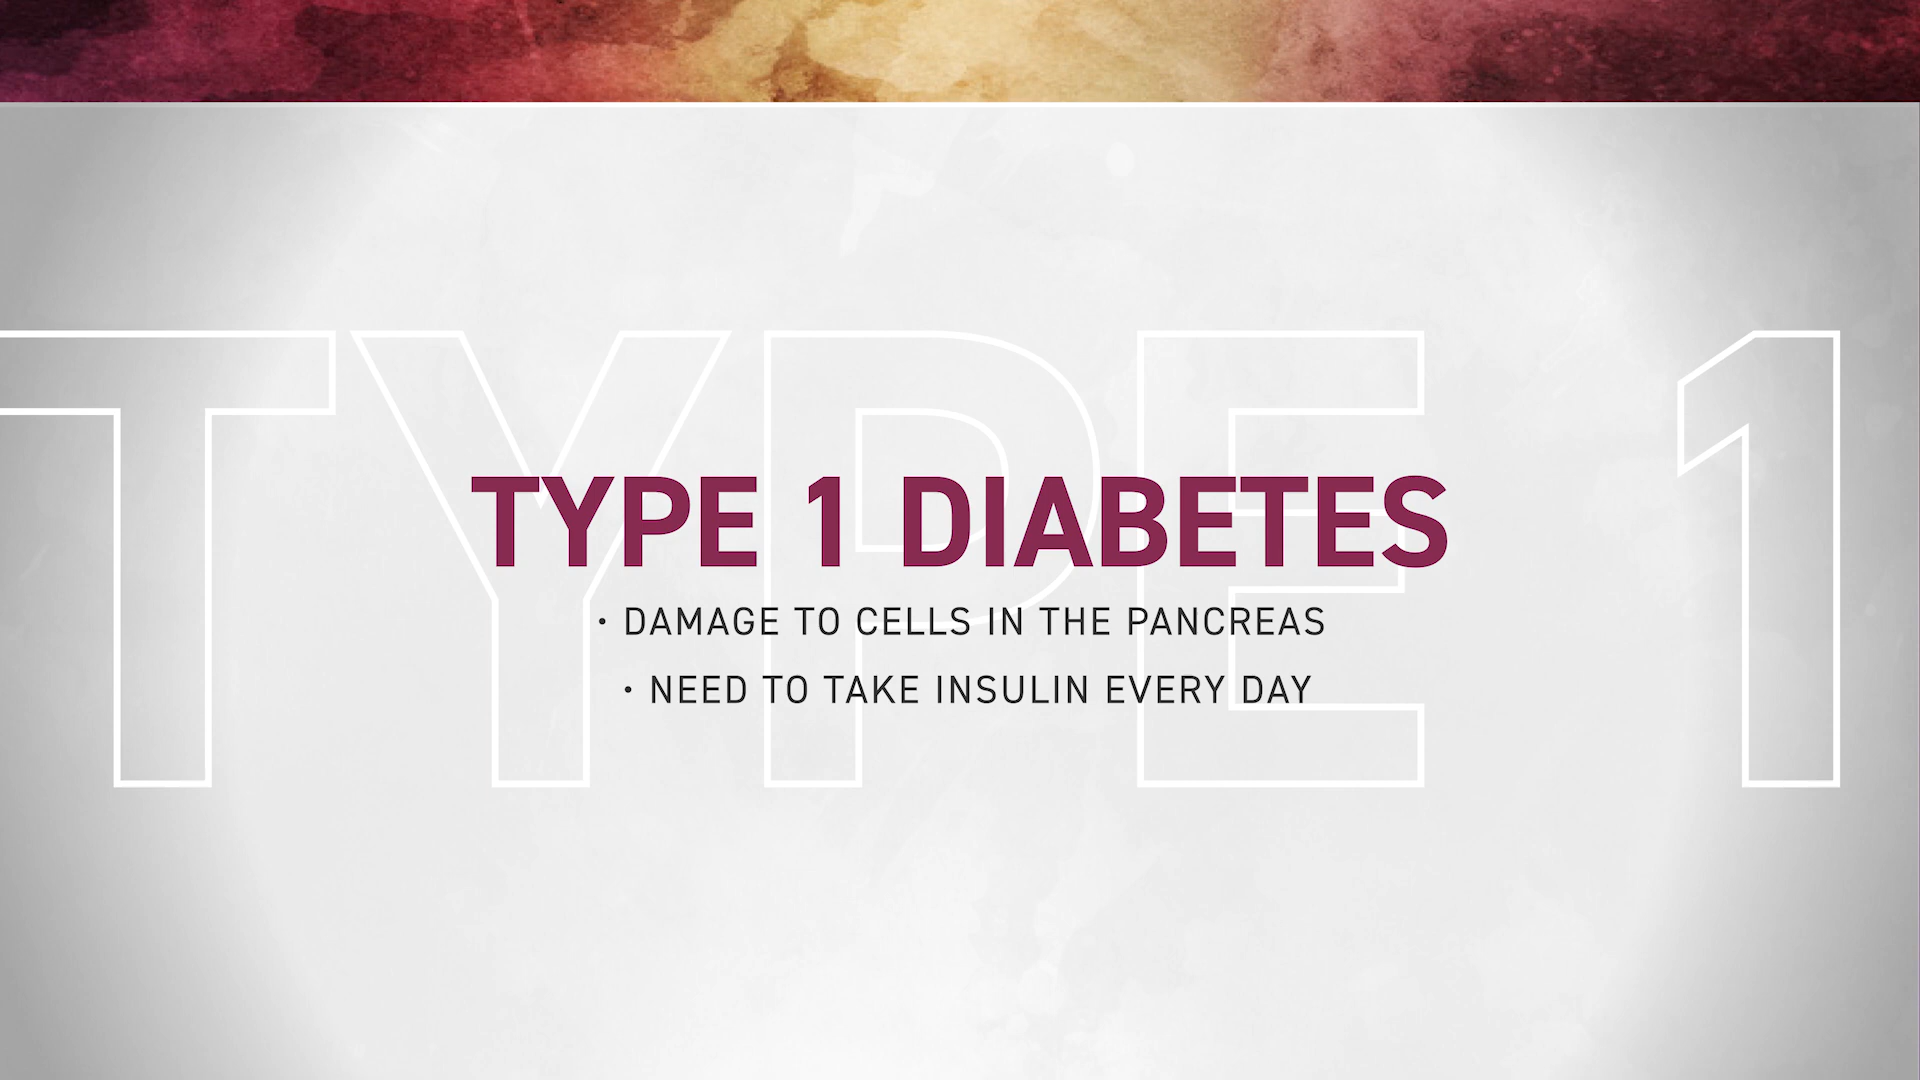 TYPE 1
TYPE 1 DIABETES
· DAMAGE TO CELLS IN THE PANCREAS
· NEED TO TAKE INSULIN EVERY DAY